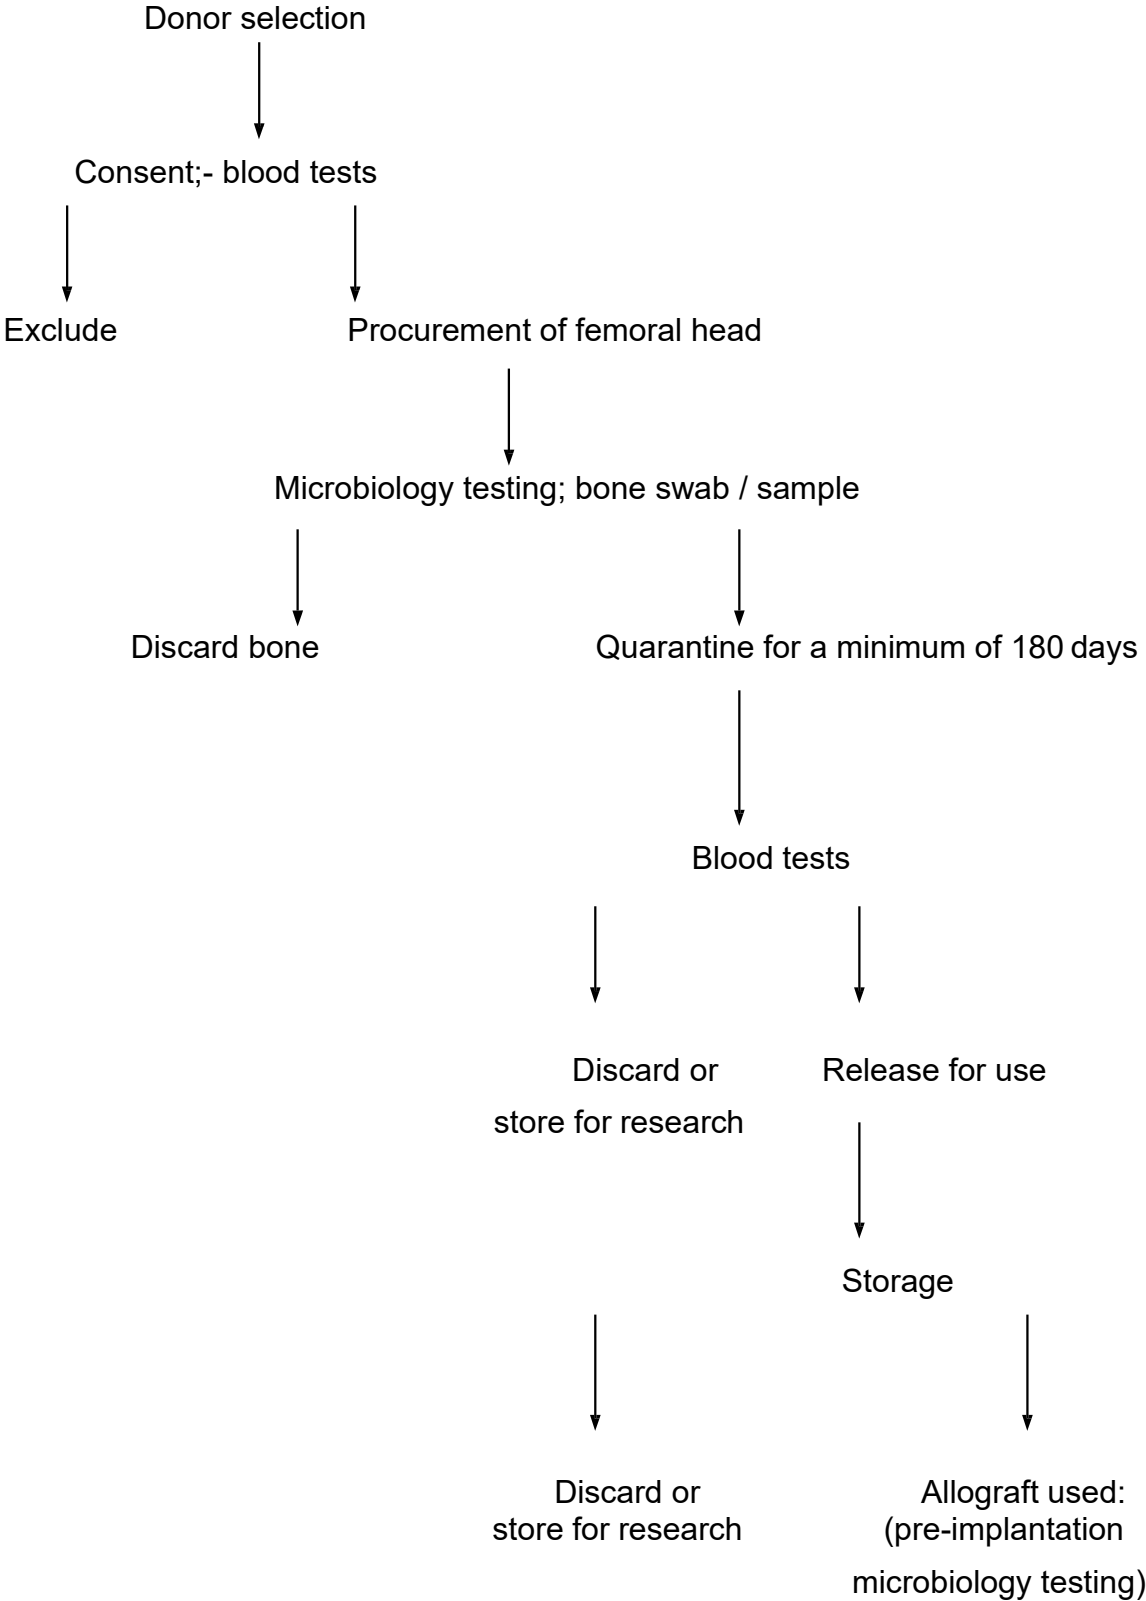 Donor selection
Consent;- blood tests
Exclude
Procurement of femoral head
Microbiology testing; bone swab / sample
Discard bone
Quarantine for a minimum of 180 days
Blood tests
Discard or
store for research
Release for use
Storage
Discard or
store for research
Allograft used:
(pre-implantation
microbiology testing)